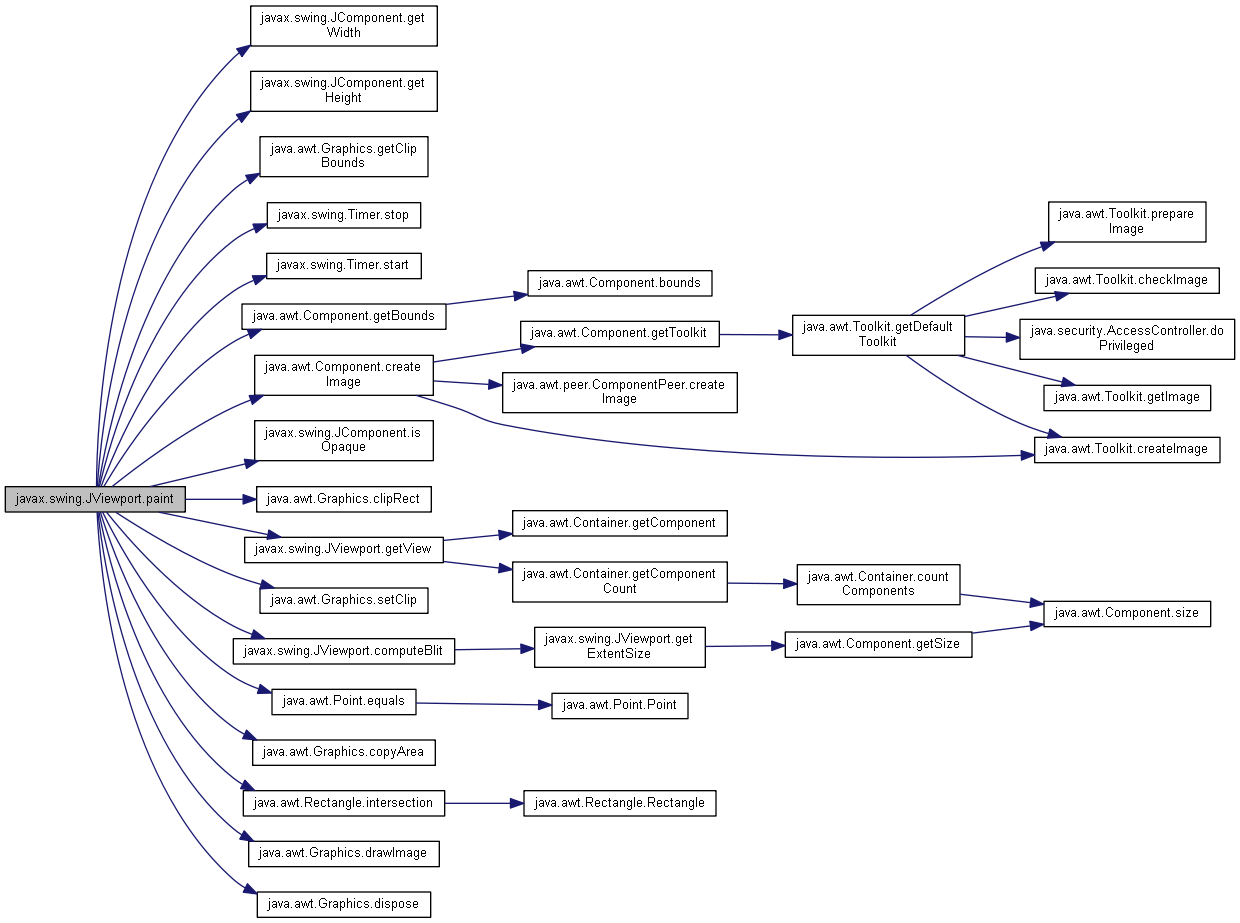 javax.swing.JViewport.paint
javax.swing.JComponent.get
Width
javax.swing.JComponent.get
Height
java.awt.Graphics.getClip
Bounds
javax.swing.Timer.stop
javax.swing.Timer.start
java.awt.Component.getBounds
java.awt.Component.create
Image
javax.swing.JComponent.is
Opaque
java.awt.Graphics.clipRect
javax.swing.JViewport.getView
java.awt.Graphics.setClip
javax.swing.JViewport.computeBlit
java.awt.Point.equals
java.awt.Graphics.copyArea
java.awt.Rectangle.intersection
java.awt.Graphics.drawImage
java.awt.Graphics.dispose
java.awt.Component.bounds
java.awt.Component.getToolkit
java.awt.peer.ComponentPeer.create
Image
java.awt.Container.getComponent
java.awt.Container.getComponent
Count
javax.swing.JViewport.get
ExtentSize
java.awt.Point.Point
java.awt.Rectangle.Rectangle
java.awt.Toolkit.getDefault
Toolkit
java.awt.Container.count
Components
java.awt.Component.getSize
java.awt.Toolkit.prepare
Image
java.awt.Toolkit.checkImage
java.security.AccessController.do
Privileged
java.awt.Toolkit.getImage
java.awt.Toolkit.createImage
java.awt.Component.size